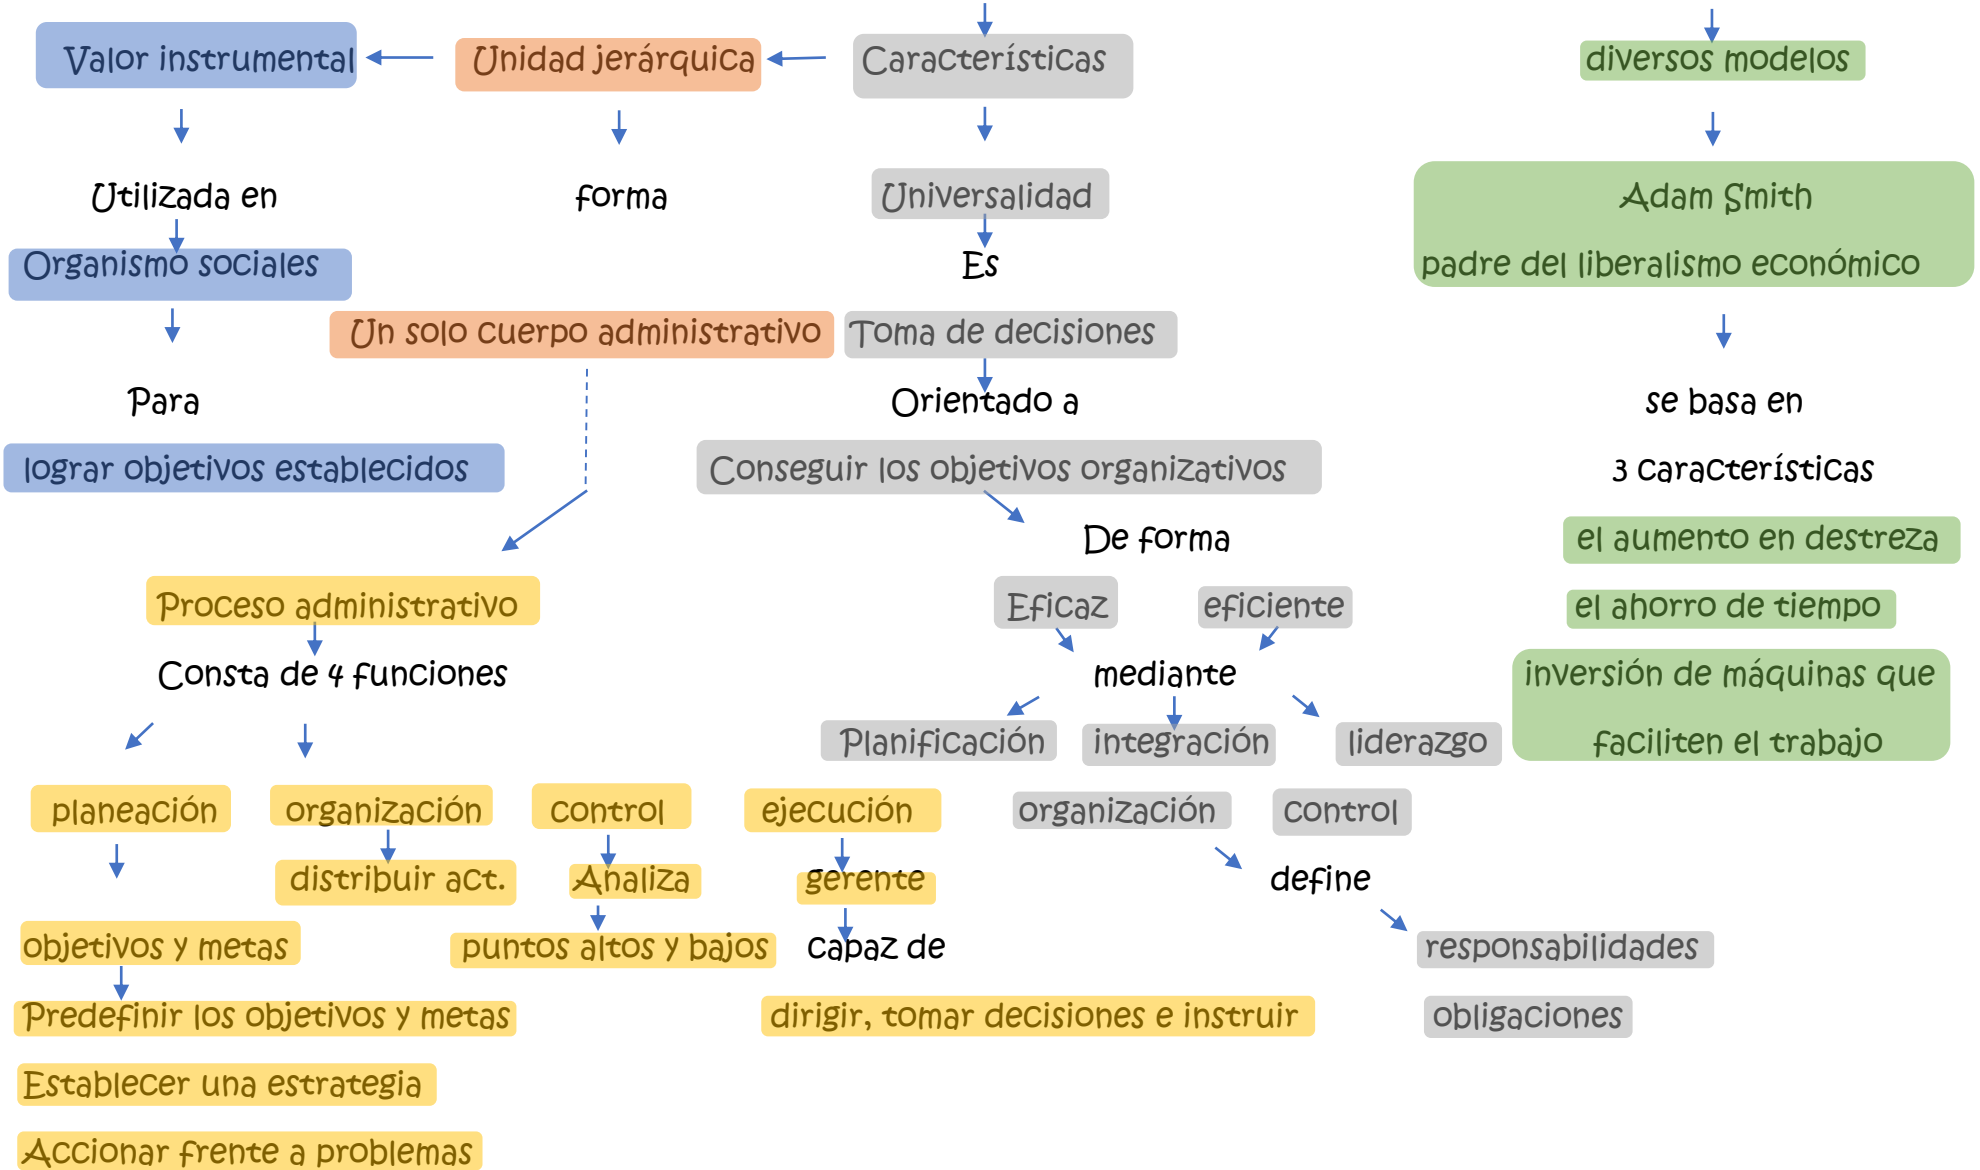 Valor instrumental Unidad jerárquica Características diversos modelos
Utilizada en forma Universalidad Adam Smith
Organismo sociales Es padre del liberalismo económico
Un solo cuerpo administrativo Toma de decisiones
Para Orientado a se basa en
lograr objetivos establecidos Conseguir los objetivos organizativos 3 características
De forma el aumento en destreza
Proceso administrativo Eficaz eficiente el ahorro de tiempo
Consta de 4 funciones mediante inversión de máquinas que
Planificación integración liderazgo faciliten el trabajo
planeación organización control ejecución organización control
distribuir act. Analiza gerente define
objetivos y metas puntos altos y bajos capaz de responsabilidades
Predefinir los objetivos y metas dirigir, tomar decisiones e instruir obligaciones
Establecer una estrategia
Accionar frente a problemas